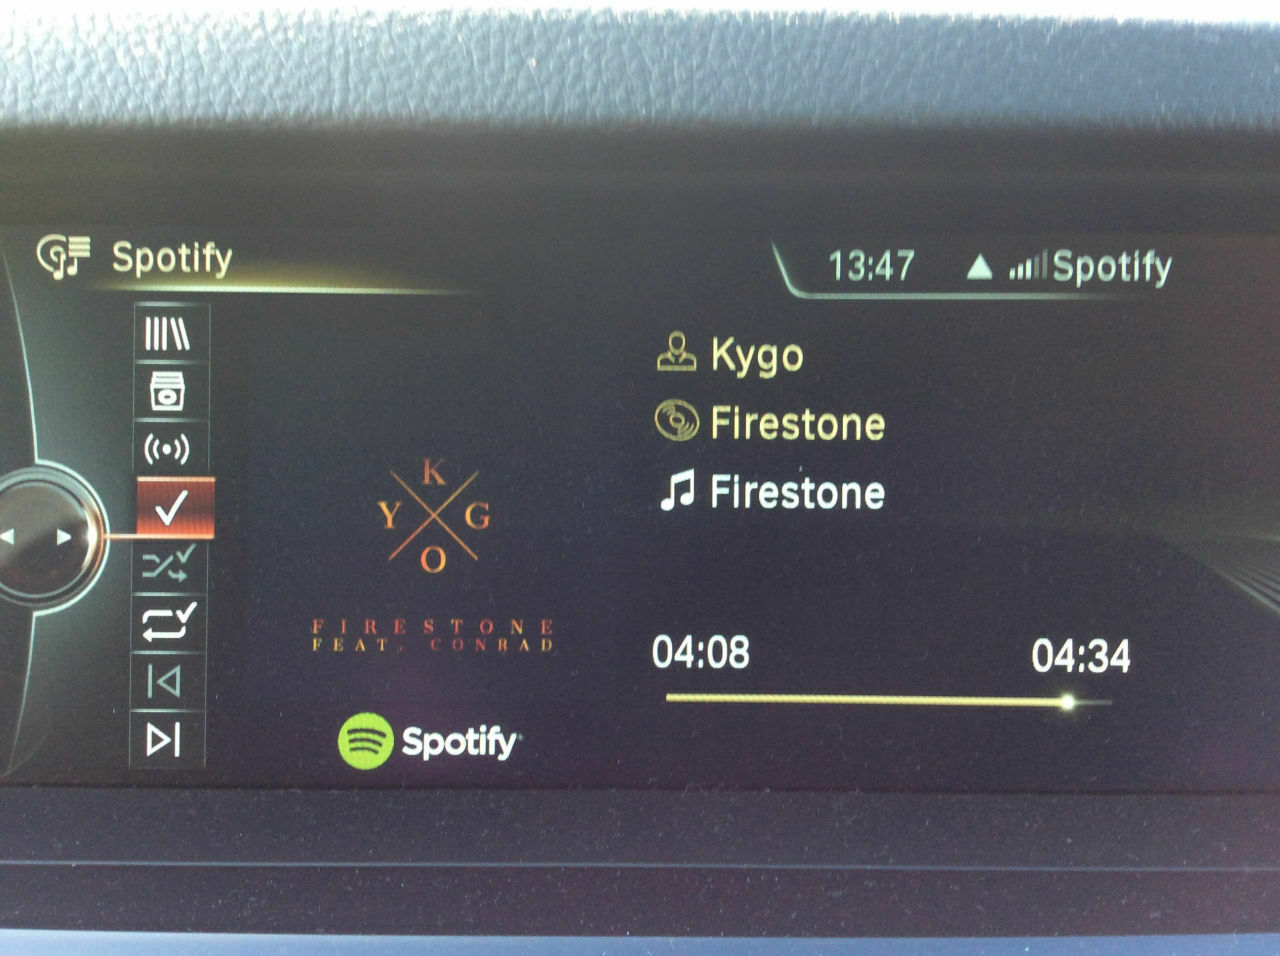 Spotify
13:47 Spotify
Kygo
Firestone
Firestone
K
Y G
O
FIRESTONE
FEAT. CONRAD
04:08 04:34
Spotify